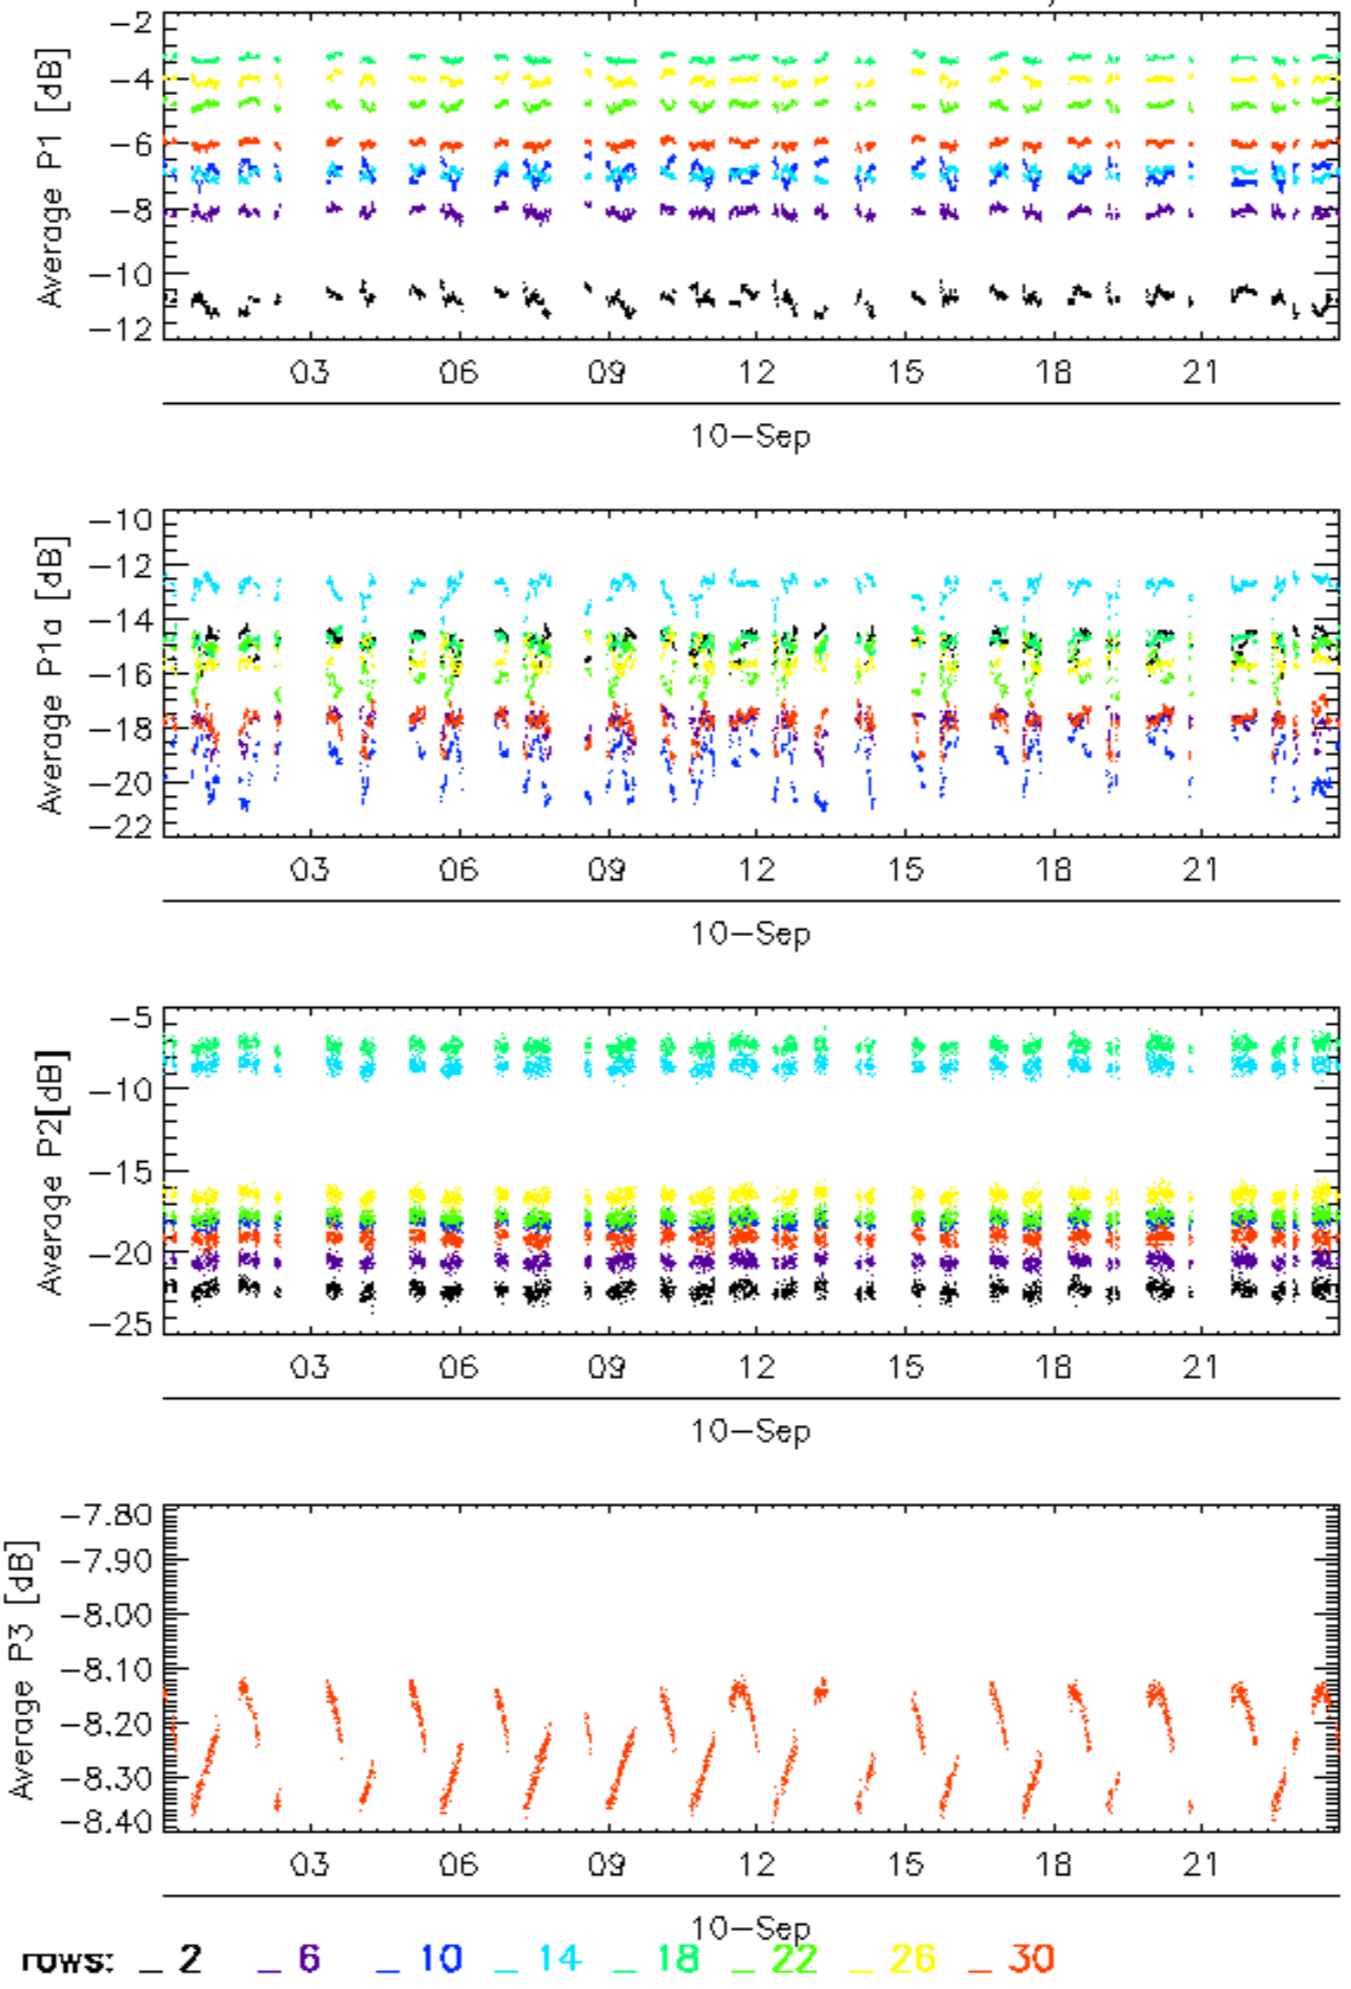 Average P1 [dB]
-2
-4
-6
-8
-10
-12
03 06 09 12 15 18 21
10-Sep
Average P1a [dB]
-10
-12
-14
-16
-18
-20
-22
03 06 09 12 15 18 21
10-Sep
Average P2[dB]
-5
-10
-15
-20
-25
03 06 09 12 15 18 21
10-Sep
Average P3 [dB]
-7.80
-7.90
-8.00
-8.10
-8.20
-8.30
-8.40
03 06 09 12 15 18 21
10-Sep
rows: _ 2 _ 6 _ 10 _ 14 _ 18 _ 22 _ 26 _ 30